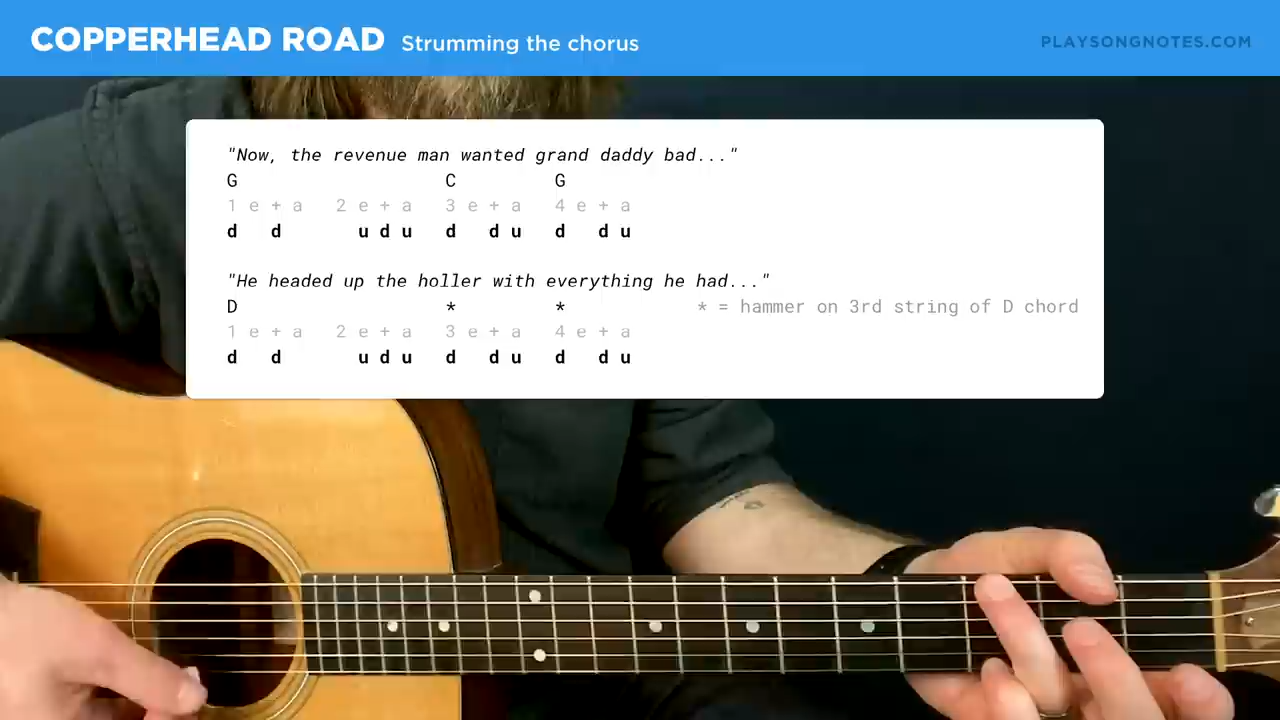 COPPERHEAD ROAD Strumming the chorus
PLAYSONGNOTES.COM
"Now, the revenue man wanted grand daddy bad..."
G C G
1 e + a 2 e + a 3 e + a 4 e + a
d d u d u d d u d d u
"He headed up the holler with everything he had..."
D * * * = hammer on 3rd string of D chord
1 e + a 2 e + a 3 e + a 4 e + a
d d u d u d d u d d u